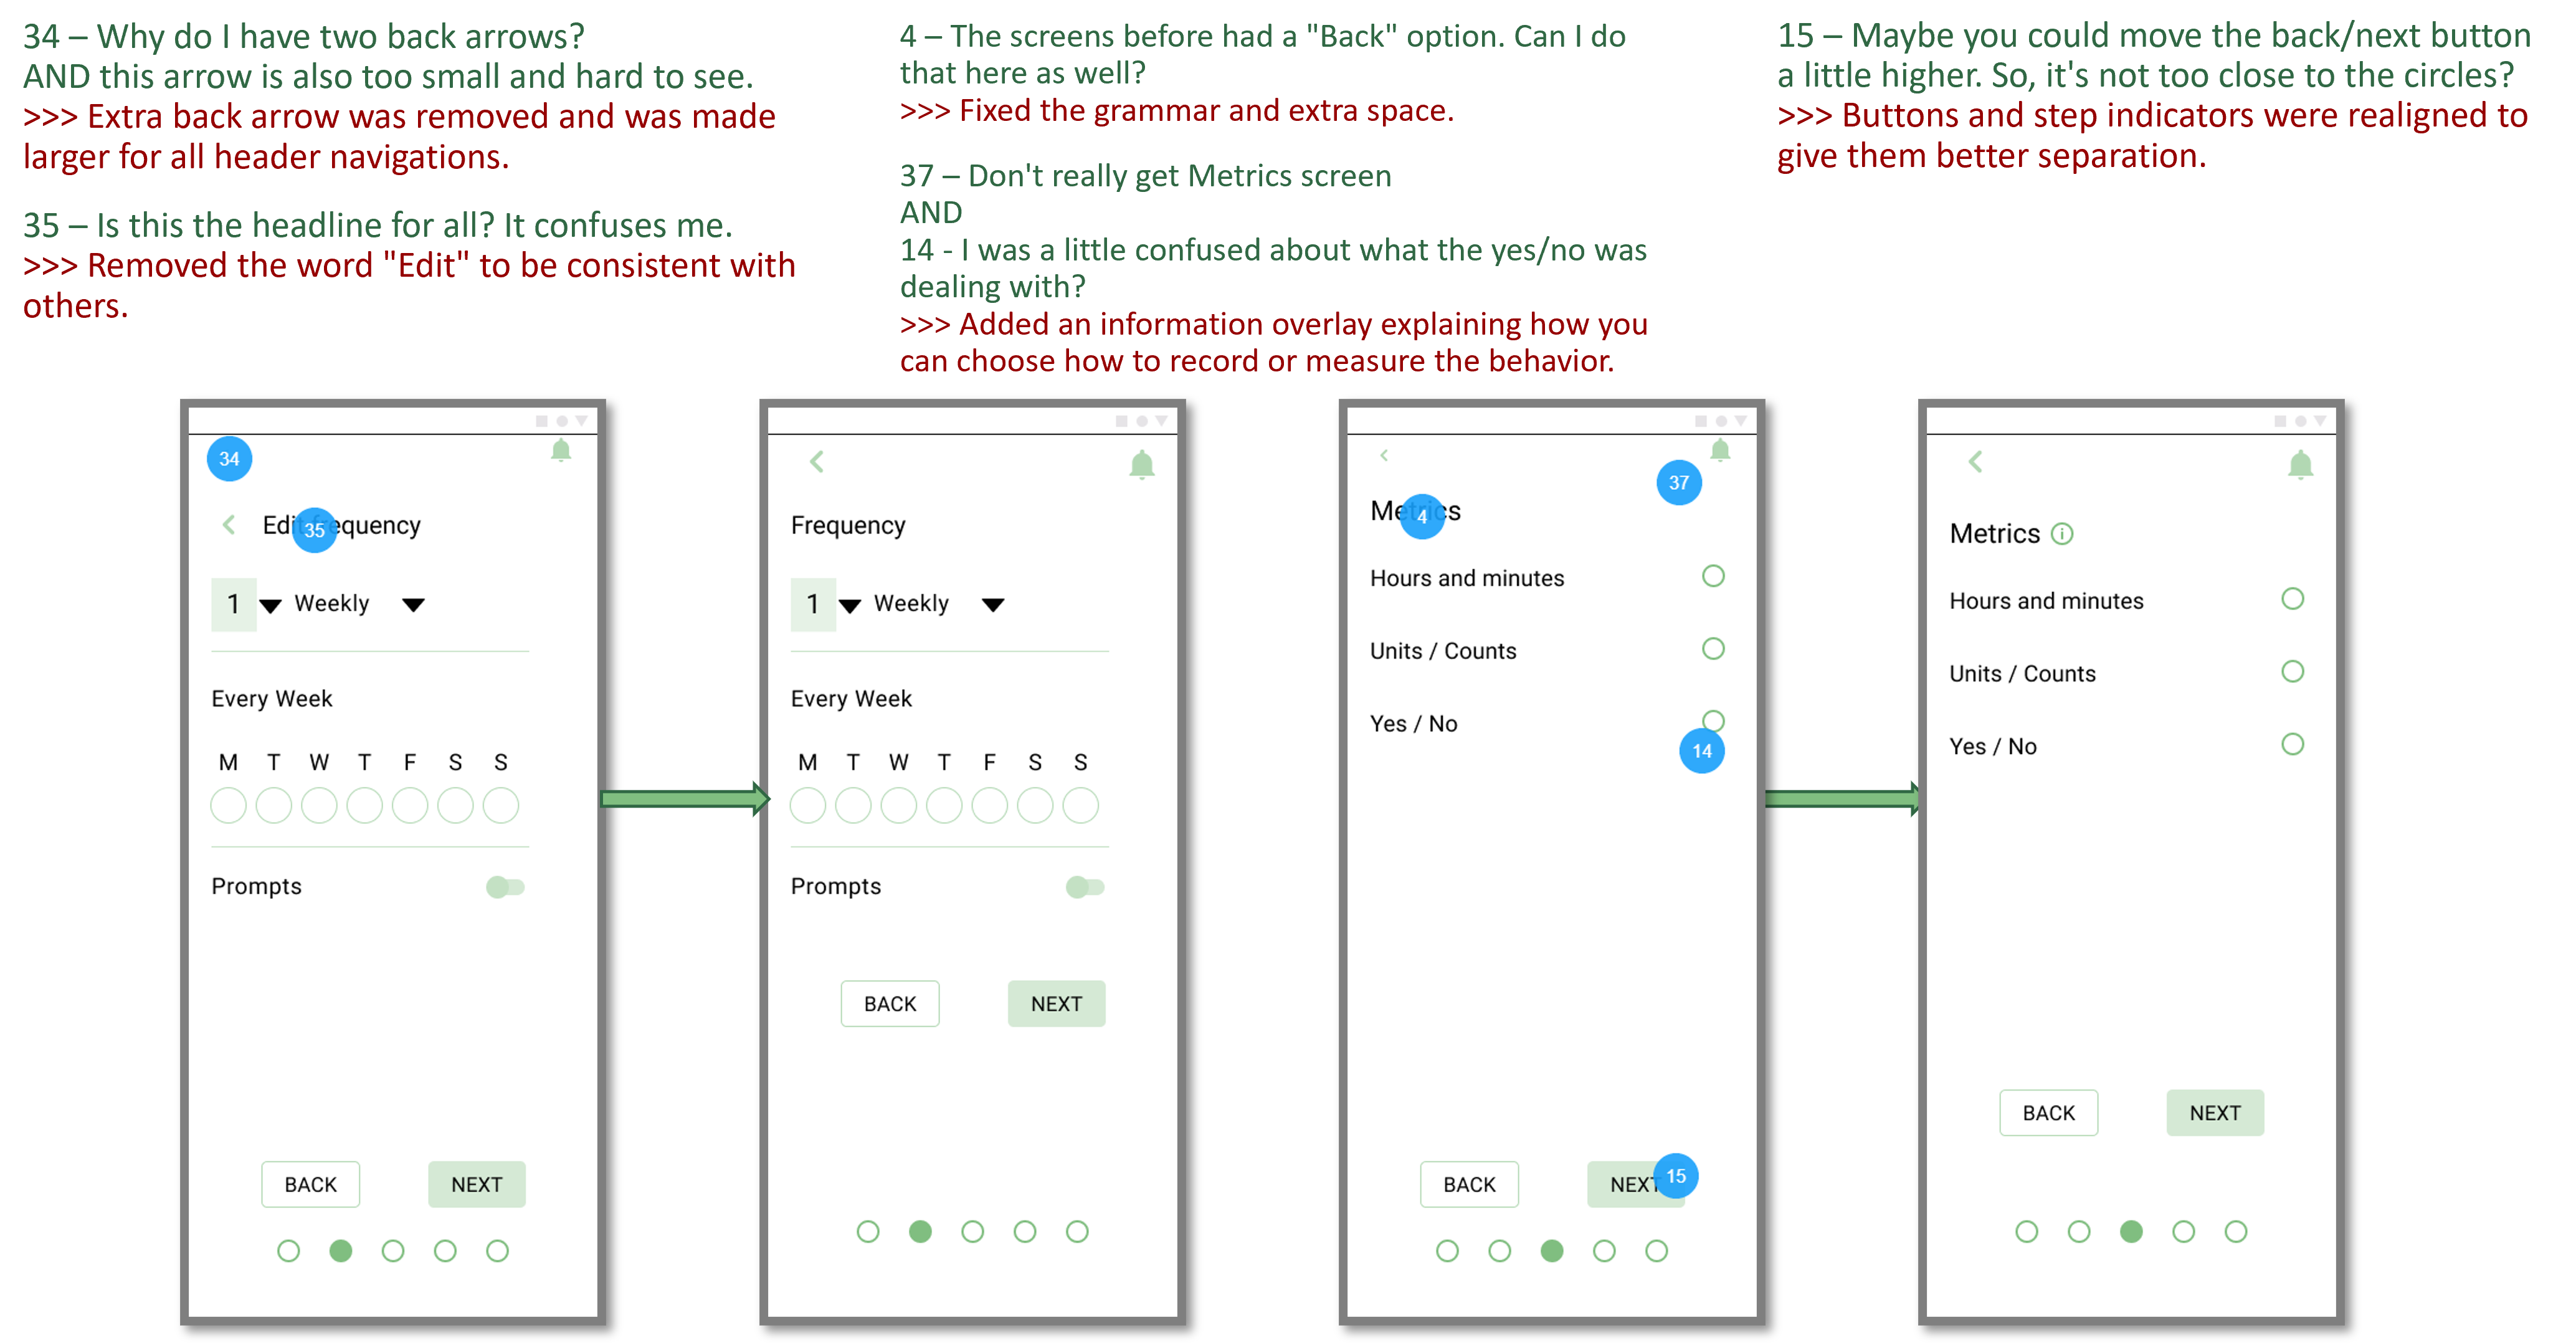 34 – Why do I have two back arrows?
AND this arrow is also too small and hard to see.
>>> Extra back arrow was removed and was made
larger for all header navigations.
35 – Is this the headline for all? It confuses me.
>>> Removed the word "Edit" to be consistent with
others.
4 – The screens before had a "Back" option. Can I do
that here as well?
>>> Fixed the grammar and extra space.
37 – Don't really get Metrics screen
AND
14 - I was a little confused about what the yes/no was
dealing with?
>>> Added an information overlay explaining how you
can choose how to record or measure the behavior.
15 – Maybe you could move the back/next button
a little higher. So, it's not too close to the circles?
>>> Buttons and step indicators were realigned to
give them better separation.
34
Edit frequency
35
1 Weekly
Every Week
M T W T F S S
Prompts
BACK NEXT
Frequency
1 Weekly
Every Week
M T W T F S S
Prompts
BACK NEXT
37
Metrics
4
Hours and minutes
Units / Counts
Yes / No
14
BACK NEXT
15
Metrics i
Hours and minutes
Units / Counts
Yes / No
BACK NEXT